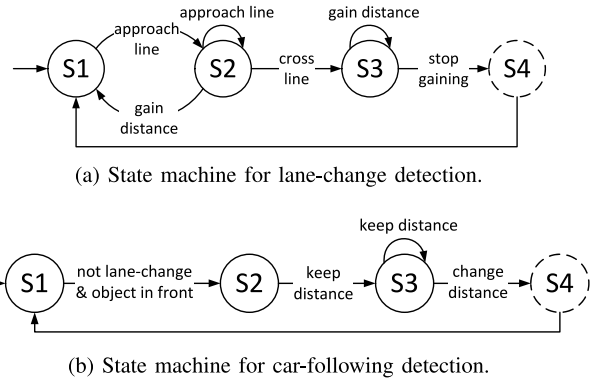 approach line
gain distance
approach
line
S1
S2
cross
line
S3
stop
gaining
S4
gain
distance
(a) State machine for lane-change detection.
keep distance
S1
not lane-change
& object in front
S2
keep
distance
S3
change
distance
S4
(b) State machine for car-following detection.